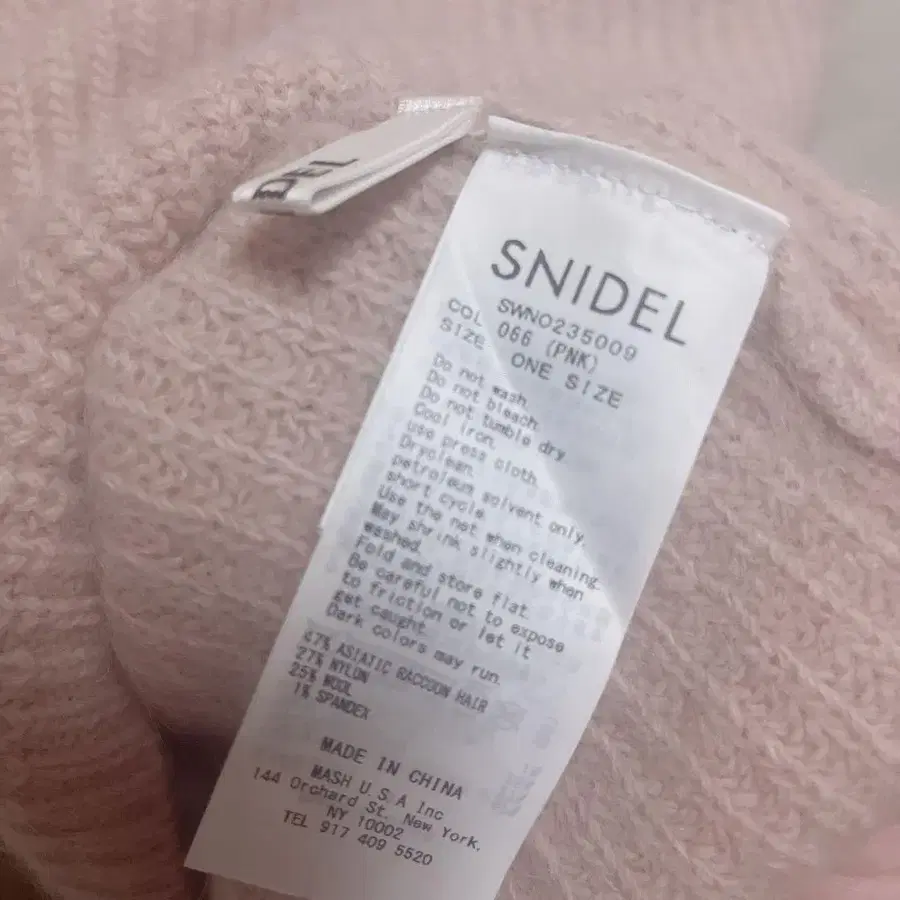 DEL
SNIDEL
SWNO235009
COL 066 (PNK)
SIZE ONE SIZE
Do not wash.
Do not bleach.
Do not tumble dry
Cool iron.
use press cloth.
Dryclean.
petroleum solvent only.
short cycle.
Use the net when cleaning.
May shrink slightly when
washed.
Fold and store flat.
Be careful not to expose
to friction or let it
get caught.
Dark colors may run.
47% ASIATIC RACCOON HAIR
27% NYLON
25% WOOL
1% SPANDEX
MADE IN CHINA
MASH U.S.A Inc
144 Orchard St. New York,
NY 10002
TEL 917 409 5520